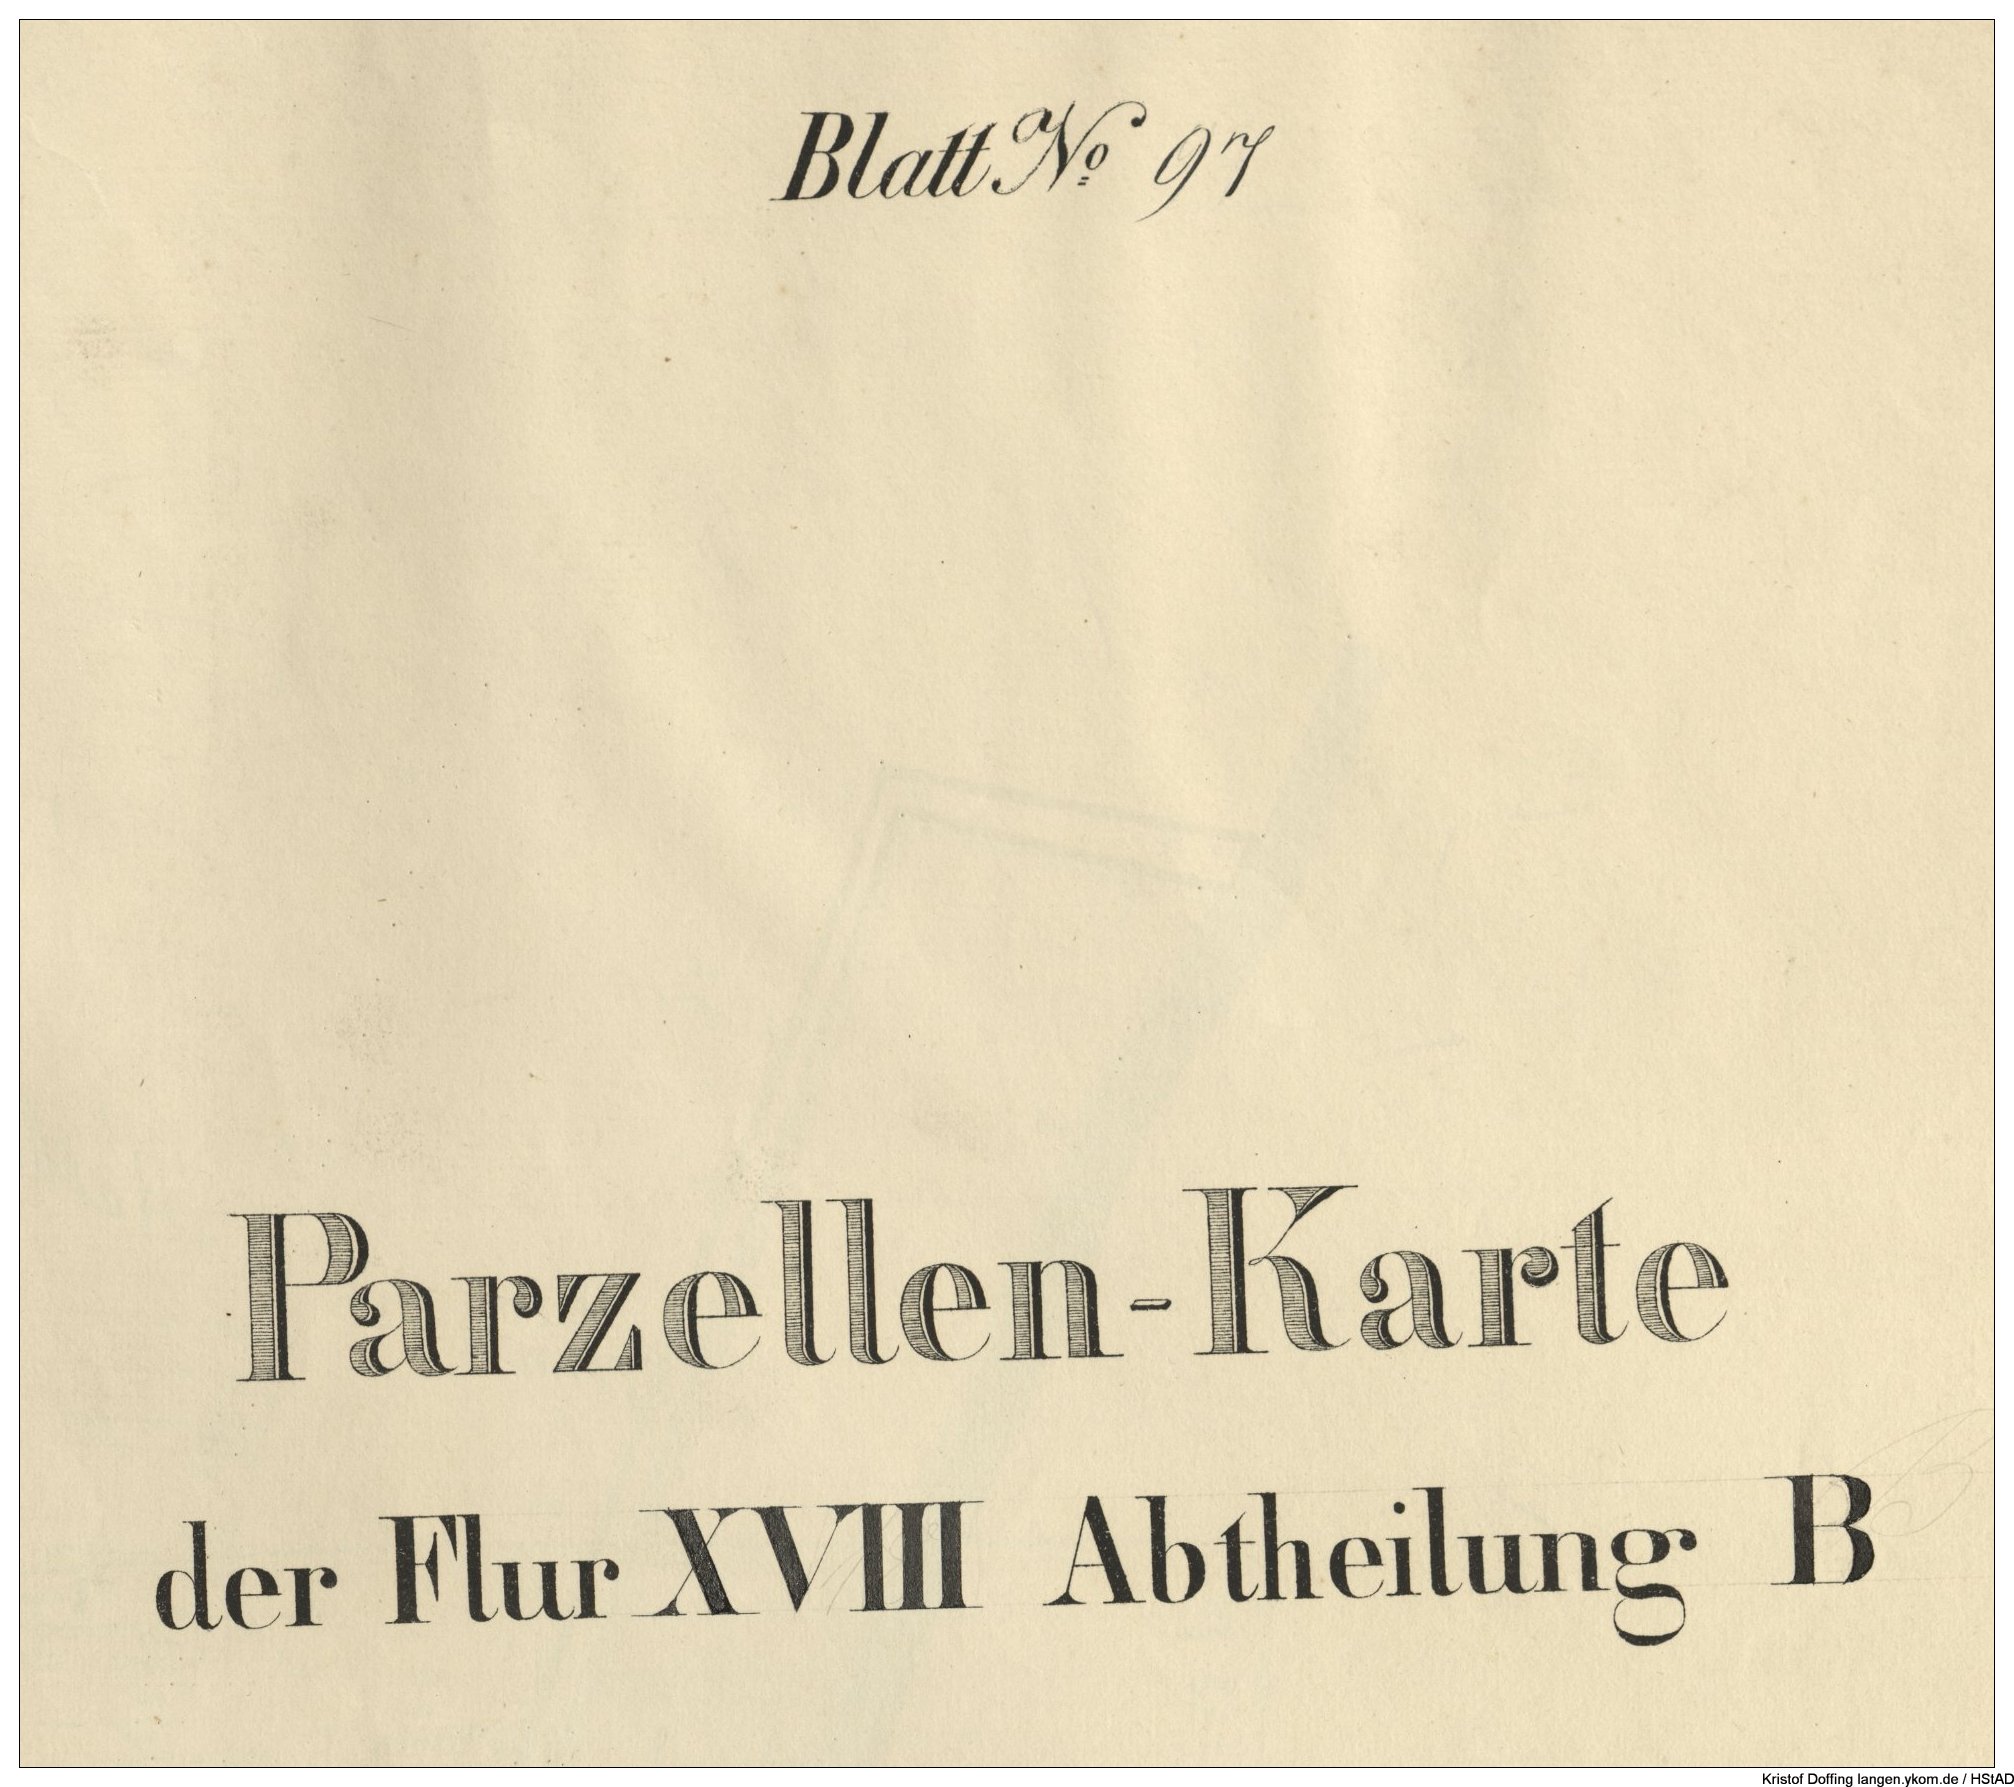 Blatt No 97
Parzellen-Karte
der Flur XVIII Abtheilung B
Kristof Doffing langen.ykom.de / HStAD